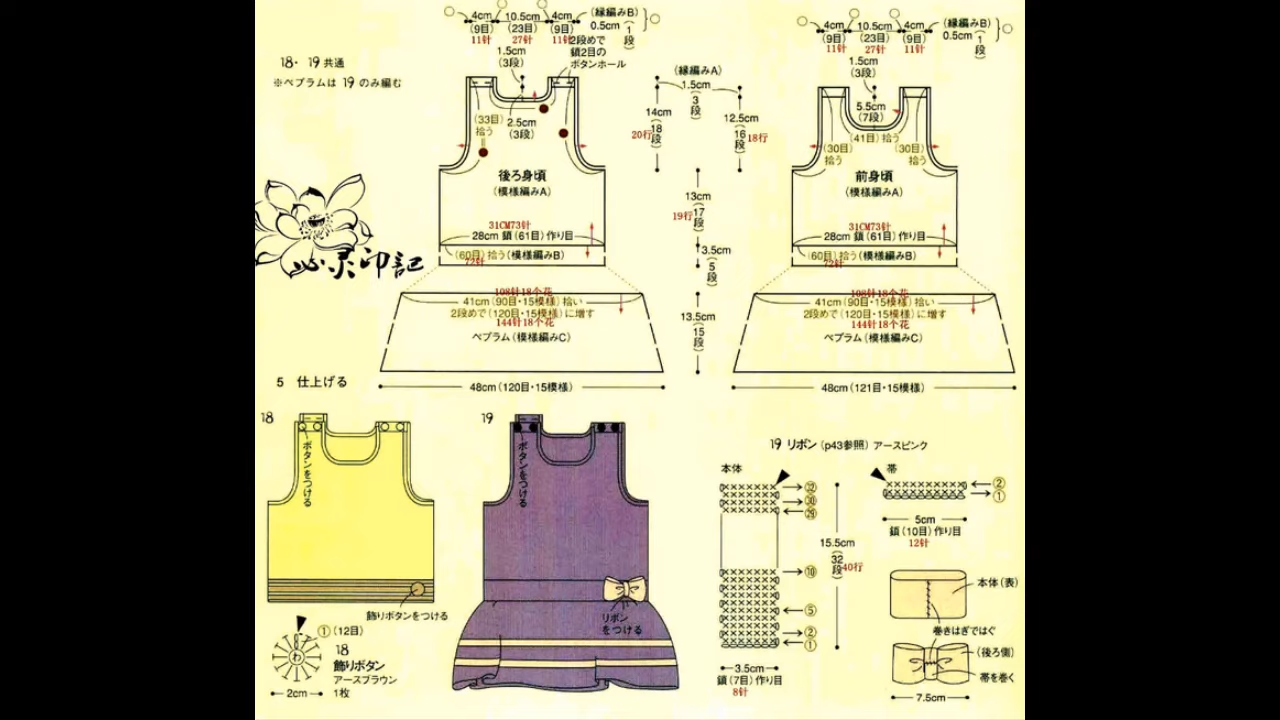 18・19 共通
※ペプラムは 19 のみ編む
4cm
(9目)
11针
10.5cm
(23目)
27针
4cm
(9目)
11针
(縁編みB)
0.5cm
(1段)
2段めで
鎖2目の
ボタンホール
1.5cm
(3段)
(33目)
拾う
2.5cm
(3段)
後ろ身頃
(模様編みA)
31CM73针
28cm 鎖(61目)作り目
(60目)拾う(模様編みB)
72针
108针18个花
41cm(90目・15模様)拾い
2段めで(120目・15模様)に増す
144针18个花
ペプラム(模様編みC)
48cm(120目・15模様)
(縁編みA)
1.5cm
(3段)
14cm
(18段)
20行
12.5cm
(16段)
18行
13cm
(17段)
19行
3.5cm
(5段)
13.5cm
(15段)
4cm
(9目)
11针
10.5cm
(23目)
27针
4cm
(9目)
11针
(縁編みB)
0.5cm
(1段)
1.5cm
(3段)
5.5cm
(7段)
(41目)拾う
(30目)
拾う
(30目)
拾う
前身頃
(模様編みA)
31CM73针
28cm 鎖(61目)作り目
(60目)拾う(模様編みB)
72针
108针18个花
41cm(90目・15模様)拾い
2段めで(120目・15模様)に増す
144针18个花
ペプラム(模様編みC)
48cm(121目・15模様)
心灵印記
5 仕上げる
18
ボタンをつける
飾りボタンをつける
①(12目)
わ
18
飾りボタン
アースブラウン
1枚
2cm
19
ボタンをつける
リボン
をつける
19 リボン(p43参照) アースピンク
本体
㉜
㉚
㉙
⑩
⑤
②
①
15.5cm
(32段)
40行
3.5cm
鎖(7目)作り目
8针
帯
②
①
5cm
鎖(10目)作り目
12针
本体(表)
巻きはぎではぐ
(後ろ側)
帯を巻く
7.5cm